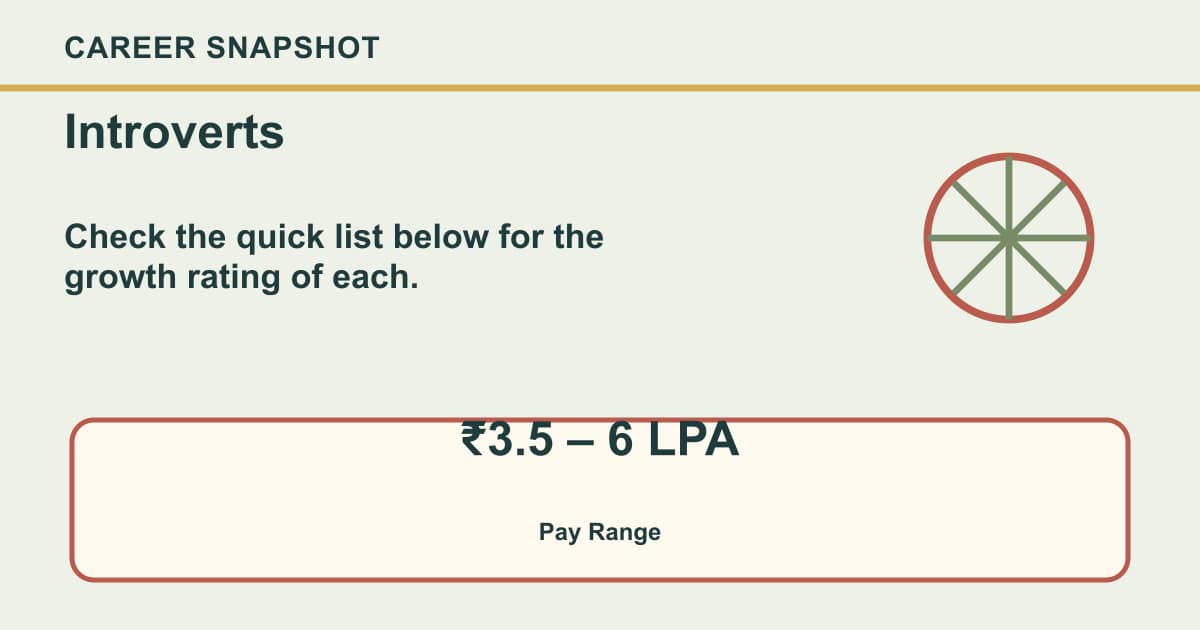 CAREER SNAPSHOT
Introverts
Check the quick list below for the
growth rating of each.
₹3.5 – 6 LPA
Pay Range